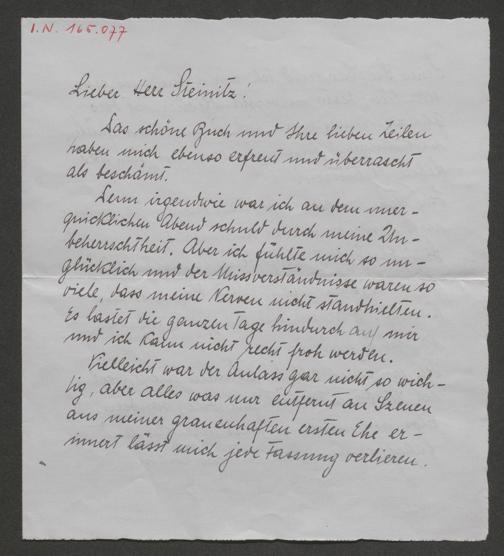 I.N. 165.077
Lieber Herr Steinitz!
Das schöne Buch und Ihre lieben Zeilen
haben mich ebenso erfreut und überrascht
als beschämt.
Denn irgendwie war ich an dem uner-
quicklichen Abend schuld durch meine Un-
beherrschtheit. Aber ich fühlte mich so un-
glücklich und der Missverständnisse waren so
viele, dass meine Nerven nicht standhielten.
Es lastet die ganzen Tage hindurch auf mir
und ich kann nicht recht froh werden.
Vielleicht war der Anlass gar nicht so wich-
tig, aber alles was nur entfernt an Szenen
aus meiner grauenhaften ersten Ehe er-
innert lässt mich jede Fassung verlieren.